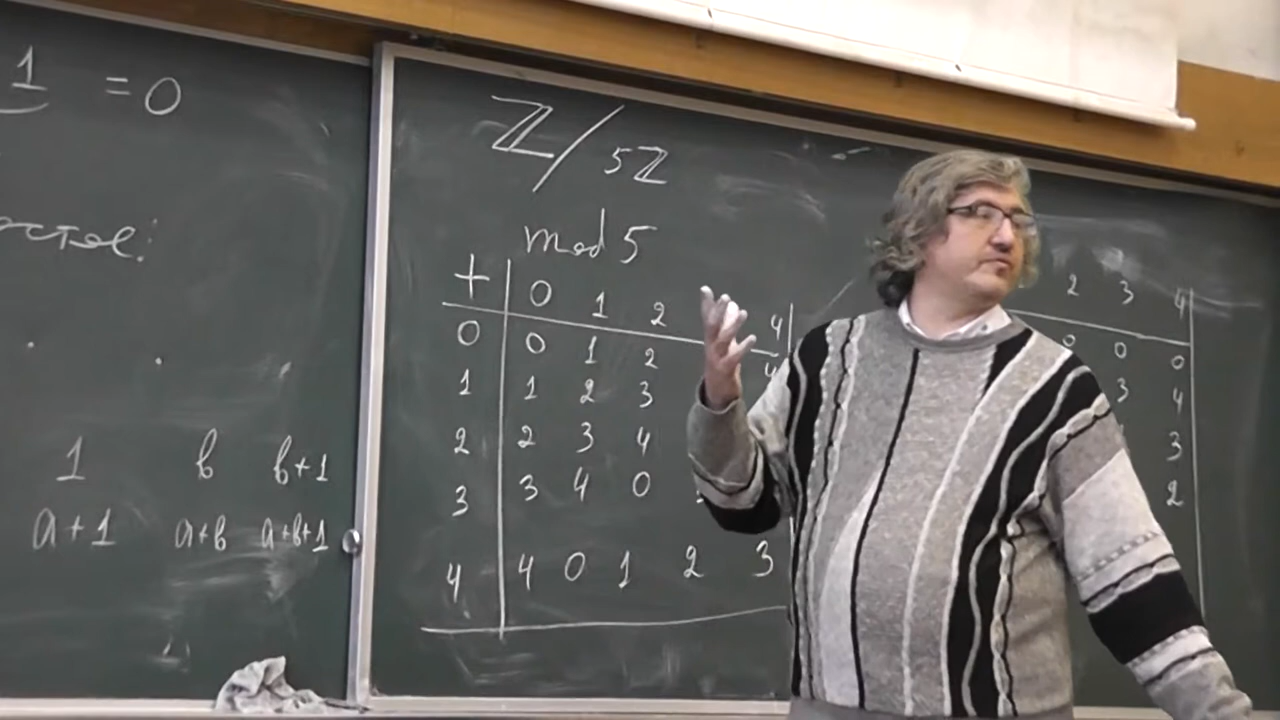 1 = 0
1 в в+1
a+1 a+в a+в+1
ℤ/5ℤ
mod 5
+ 0 1 2 4
0 0 1 2 4
1 1 2 3
2 2 3 4
3 3 4 0
4 4 0 1 2 3
2 3 4
0 0 0
3 4
3
2